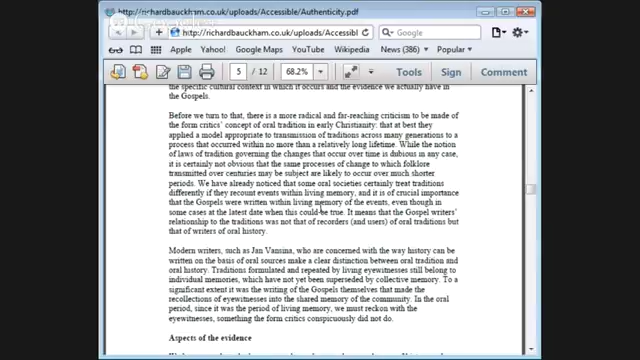 richardbauckham.co.uk/uploads/Accessible/Authenticity.pdf
http://richardbauckham.co.uk/uploads/Accessibl
Google
Apple Yahoo! Google Maps YouTube Wikipedia News (386) Popular
5 / 12 68.2% Tools Sign Comment
the specific cultural context in which it occurs and the evidence we actually have in
the Gospels.
Before we turn to that, there is a more radical and far-reaching criticism to be made of
the form critics' concept of oral tradition in early Christianity: that at best they
applied a model appropriate to transmission of traditions across many generations to a
process that occurred within no more than a relatively long lifetime. While the notion
of laws of tradition governing the changes that occur over time is dubious in any case,
it is certainly not obvious that the same processes of change to which folklore
transmitted over centuries may be subject are likely to occur over much shorter
periods. We have already noticed that some oral societies certainly treat traditions
differently if they recount events within living memory, and it is of crucial importance
that the Gospels were written within living memory of the events, even though in
some cases at the latest date when this could be true. It means that the Gospel writers'
relationship to the traditions was not that of recorders (and users) of oral traditions but
that of writers of oral history.
Modern writers, such as Jan Vansina, who are concerned with the way history can be
written on the basis of oral sources make a clear distinction between oral tradition and
oral history. Traditions formulated and repeated by living eyewitnesses still belong to
individual memories, which have not yet been superseded by collective memory. To a
significant extent it was the writing of the Gospels themselves that made the
recollections of eyewitnesses into the shared memory of the community. In the oral
period, since it was the period of living memory, we must reckon with the
eyewitnesses, something the form critics conspicuously did not do.
Aspects of the evidence